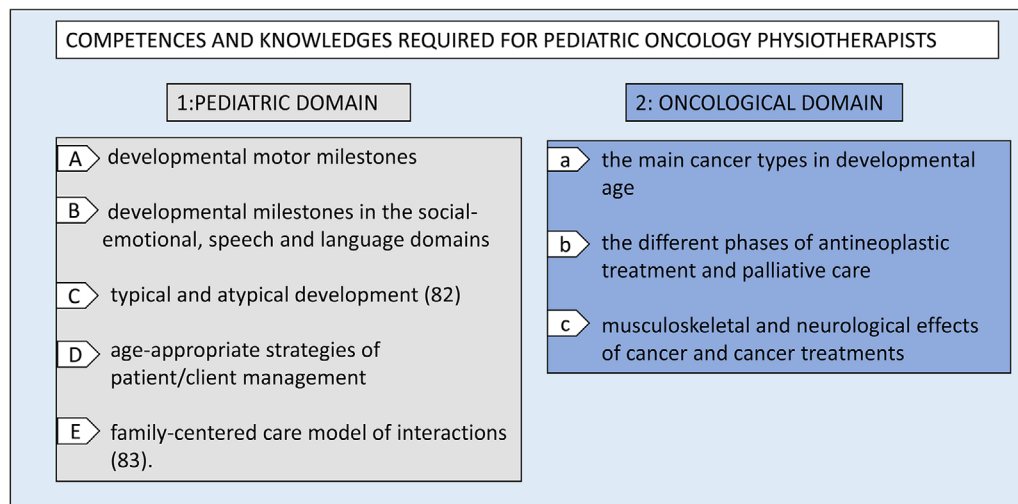 COMPETENCES AND KNOWLEDGES REQUIRED FOR PEDIATRIC ONCOLOGY PHYSIOTHERAPISTS
1:PEDIATRIC DOMAIN
A developmental motor milestones
B developmental milestones in the social-
emotional, speech and language domains
C typical and atypical development (82)
D age-appropriate strategies of
patient/client management
E family-centered care model of interactions
(83).
2: ONCOLOGICAL DOMAIN
a the main cancer types in developmental
age
b the different phases of antineoplastic
treatment and palliative care
c musculoskeletal and neurological effects
of cancer and cancer treatments